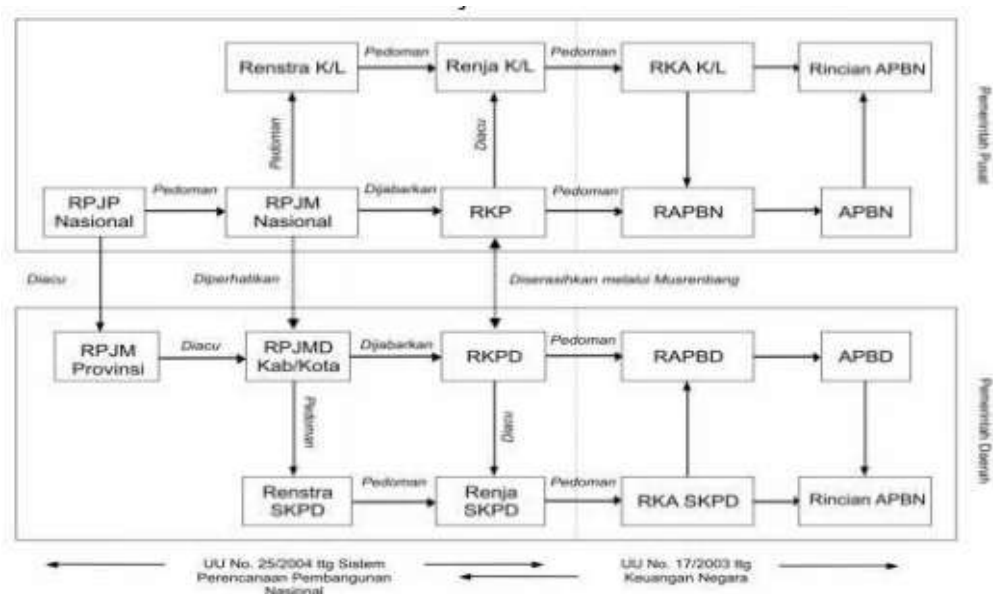 Pedoman
Pedoman
Renstra K/L
Renja K/L
RKA K/L
Rincian APBN
Pedoman
Diacu
Pemerintah Pusat
RPJP
Nasional
Pedoman
RPJM
Nasional
Dijabarkan
RKP
Pedoman
RAPBN
APBN
Diacu
Diperhatikan
Diserasihkan melalui Musrenbang
RPJM
Provinsi
Diacu
RPJMD
Kab/Kota
Dijabarkan
RKPD
Pedoman
RAPBD
APBD
Pedoman
Diacu
Pemerintah Daerah
Renstra
SKPD
Pedoman
Renja
SKPD
Pedoman
RKA SKPD
Rincian APBN
UU No. 25/2004 ttg Sistem
Perencanaan Pembangunan
Nasional
UU No. 17/2003 ttg
Keuangan Negara